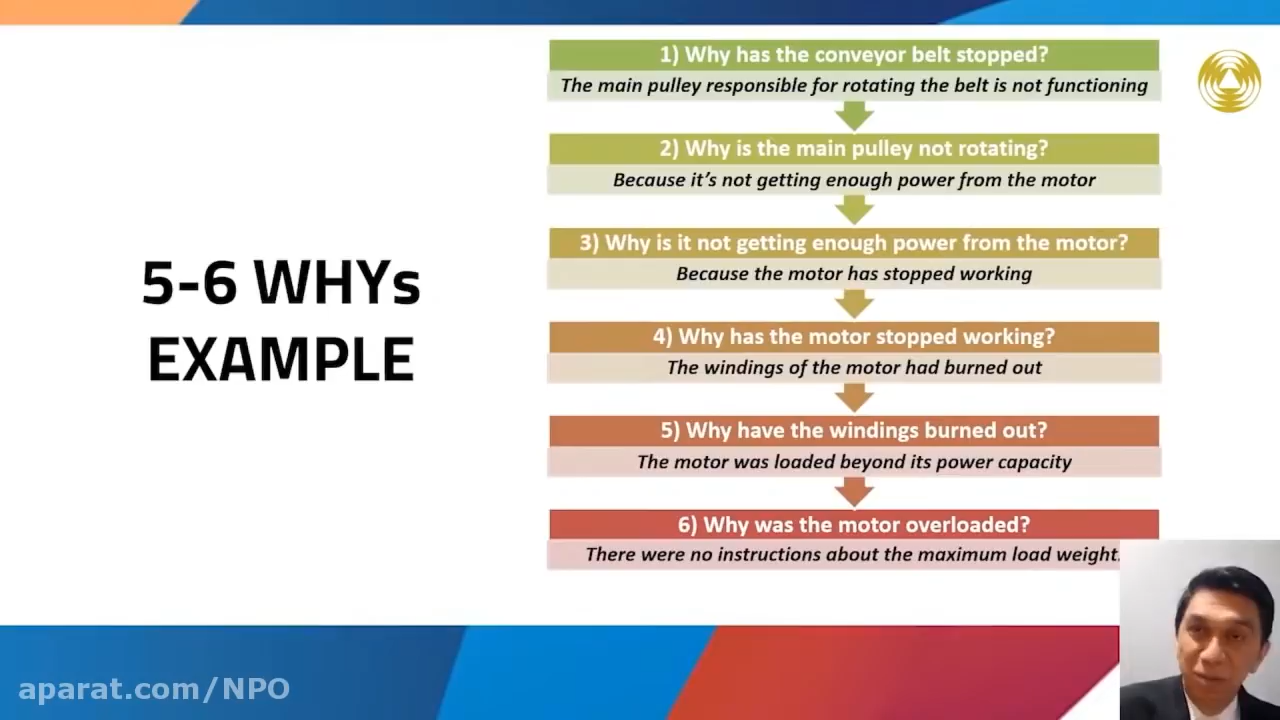 5-6 WHYs
EXAMPLE
1) Why has the conveyor belt stopped?
The main pulley responsible for rotating the belt is not functioning
2) Why is the main pulley not rotating?
Because it’s not getting enough power from the motor
3) Why is it not getting enough power from the motor?
Because the motor has stopped working
4) Why has the motor stopped working?
The windings of the motor had burned out
5) Why have the windings burned out?
The motor was loaded beyond its power capacity
6) Why was the motor overloaded?
There were no instructions about the maximum load weight.
aparat.com/NPO